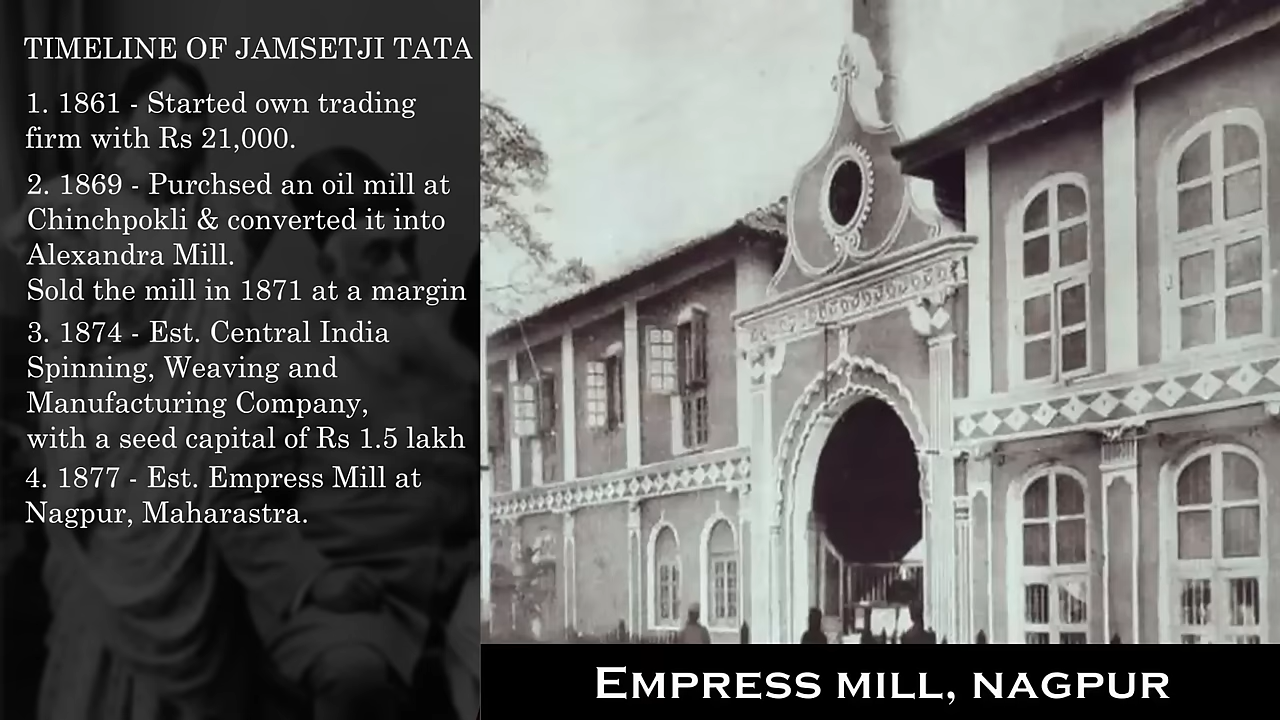 TIMELINE OF JAMSETJI TATA
1. 1861 - Started own trading
firm with Rs 21,000.
2. 1869 - Purchsed an oil mill at
Chinchpokli & converted it into
Alexandra Mill.
Sold the mill in 1871 at a margin
3. 1874 - Est. Central India
Spinning, Weaving and
Manufacturing Company,
with a seed capital of Rs 1.5 lakh
4. 1877 - Est. Empress Mill at
Nagpur, Maharastra.
EMPRESS MILL, NAGPUR